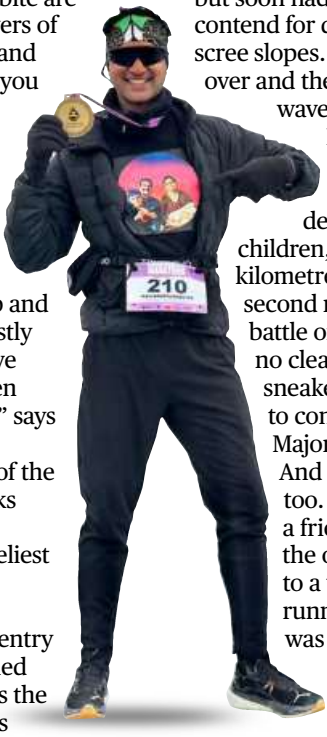 bite are
ers of
and
you
o and
stly
ve
en
” says
of the
ks
eliest
entry
ed
s the
s
but soon had
contend for
scree slopes.
over and the
wave
de
children,
kilometre
second
battle o
no clea
sneake
to con
Major
And
too.
a frie
the
to a
runn
was
210